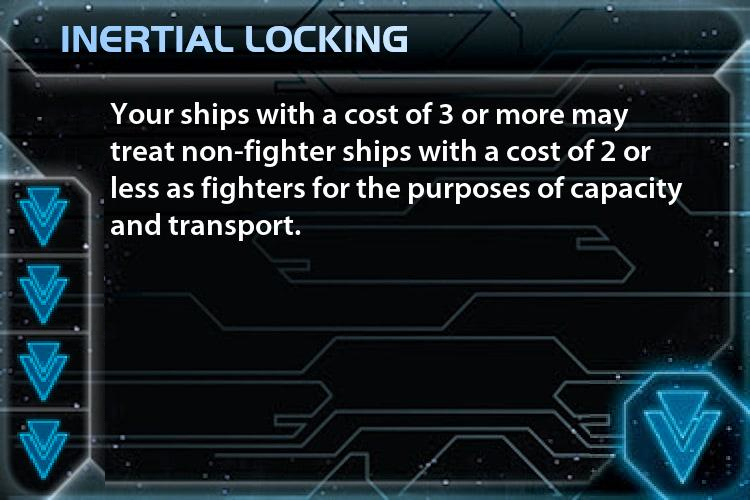 INERTIAL LOCKING
Your ships with a cost of 3 or more may
treat non-fighter ships with a cost of 2 or
less as fighters for the purposes of capacity
and transport.